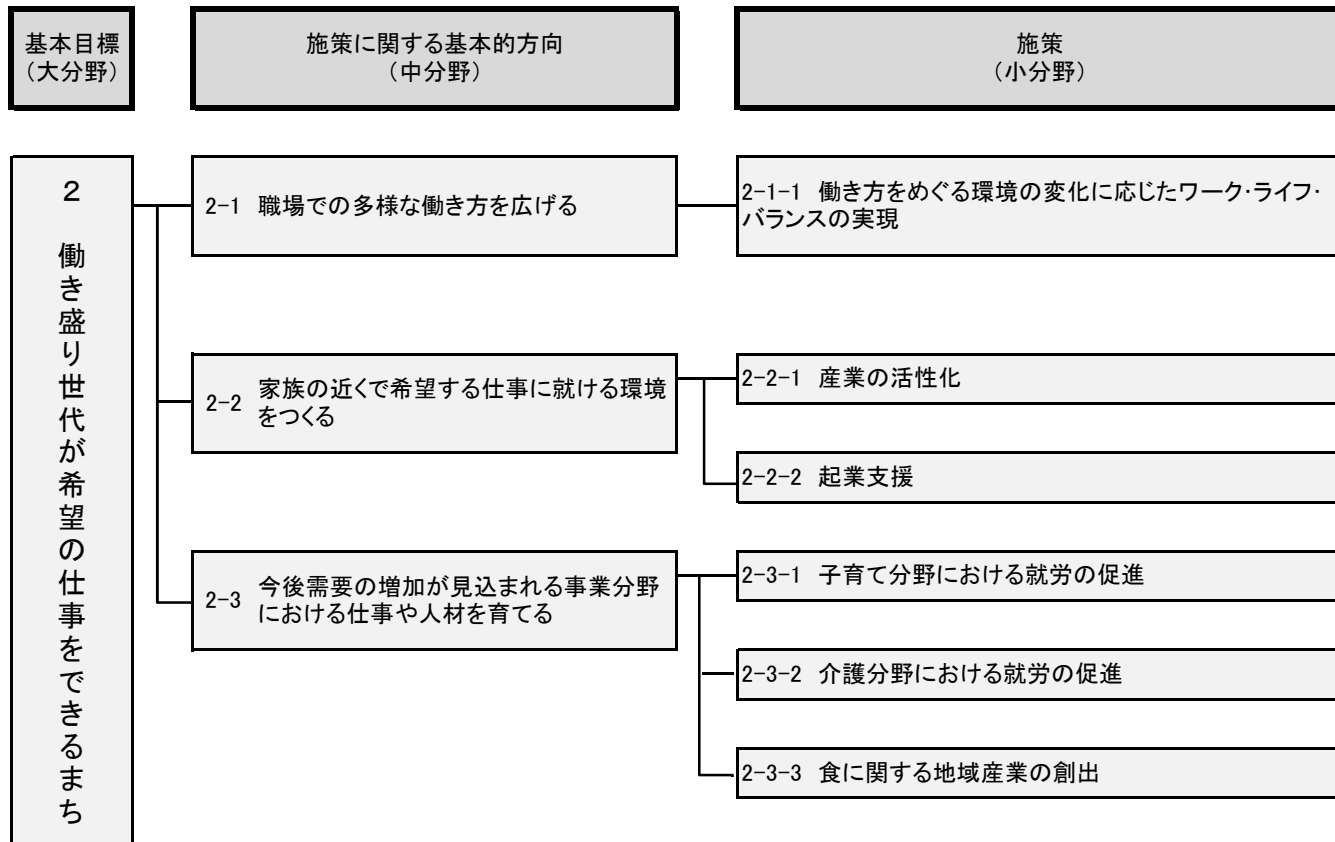 基本目標
（大分野）
施策に関する基本的方向
（中分野）
施策
（小分野）
2
働き盛り世代が希望の仕事をできるまち
2-1 職場での多様な働き方を広げる
2-1-1 働き方をめぐる環境の変化に応じたワーク・ライフ・
バランスの実現
2-2 家族の近くで希望する仕事に就ける環境
をつくる
2-2-1 産業の活性化
2-2-2 起業支援
2-3 今後需要の増加が見込まれる事業分野
における仕事や人材を育てる
2-3-1 子育て分野における就労の促進
2-3-2 介護分野における就労の促進
2-3-3 食に関する地域産業の創出